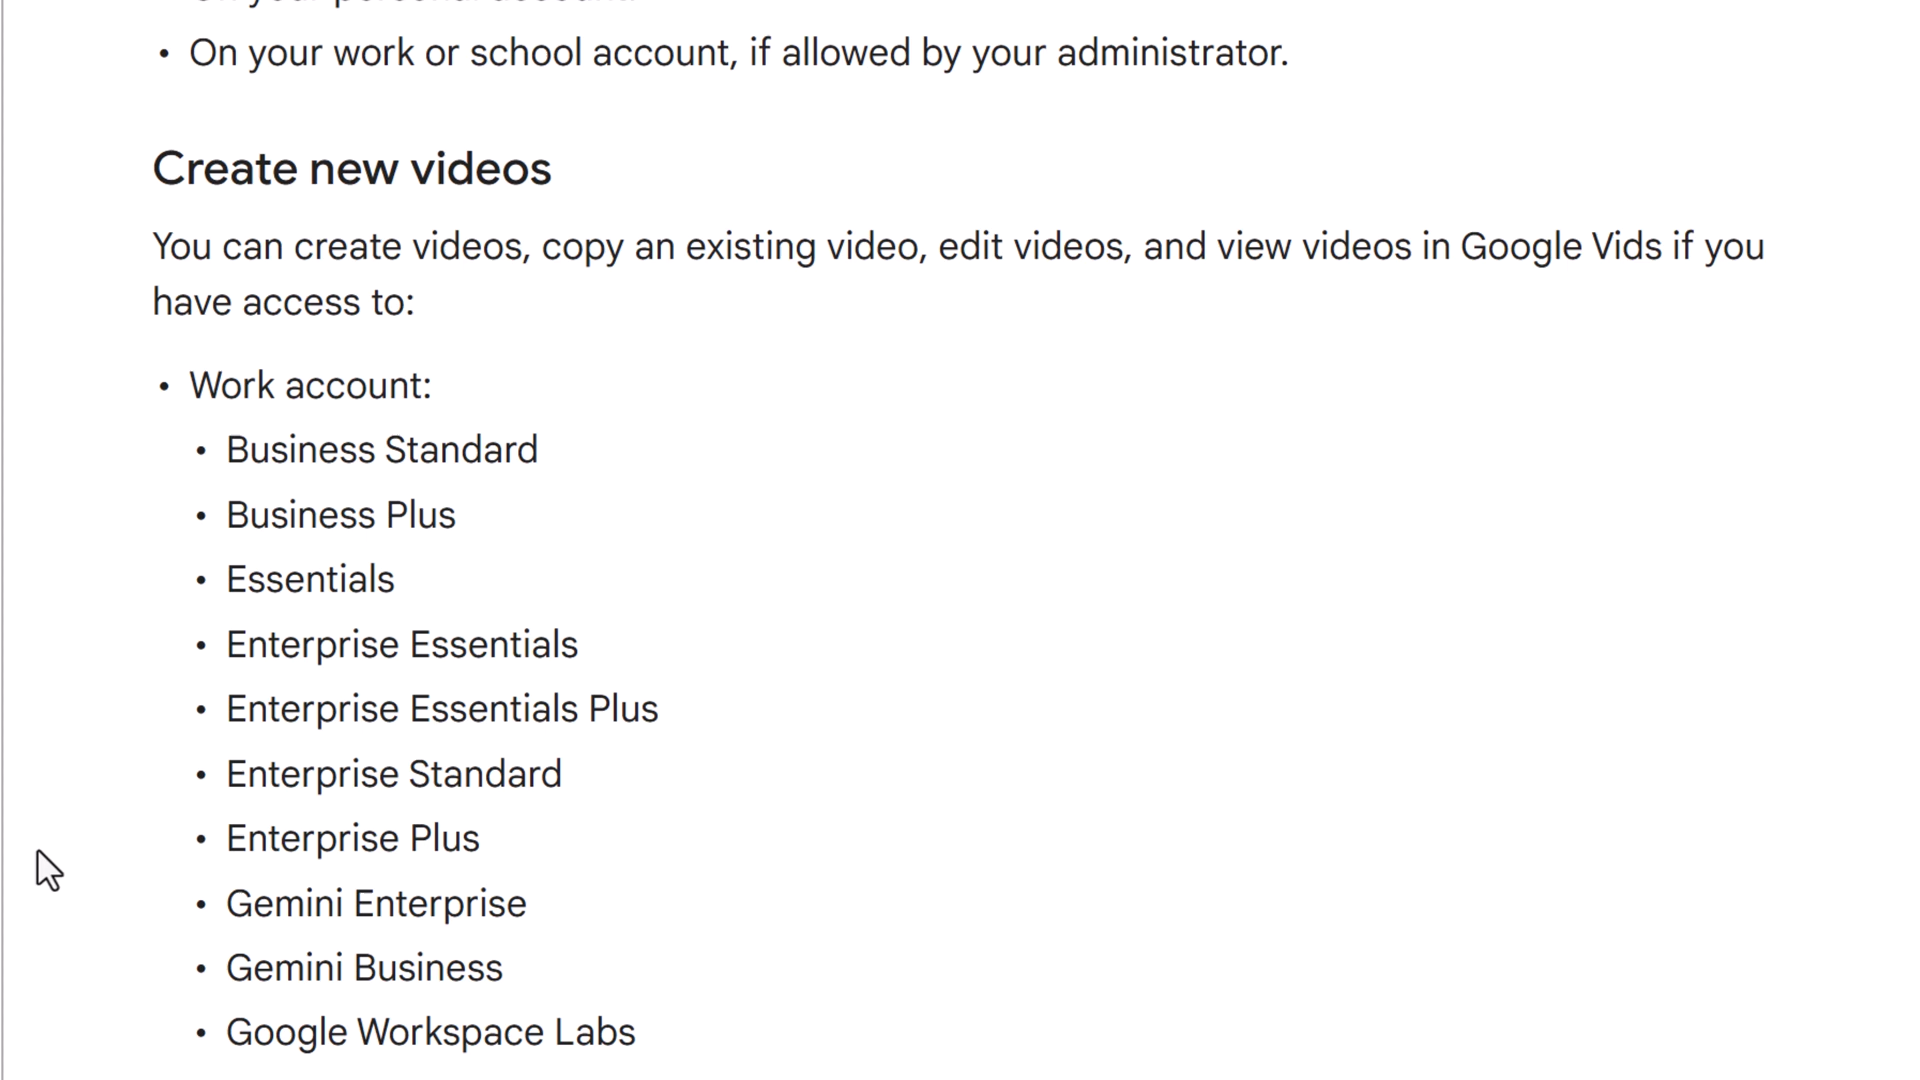 • On your work or school account, if allowed by your administrator.
Create new videos
You can create videos, copy an existing video, edit videos, and view videos in Google Vids if you
have access to:
• Work account:
• Business Standard
• Business Plus
• Essentials
• Enterprise Essentials
• Enterprise Essentials Plus
• Enterprise Standard
• Enterprise Plus
• Gemini Enterprise
• Gemini Business
• Google Workspace Labs